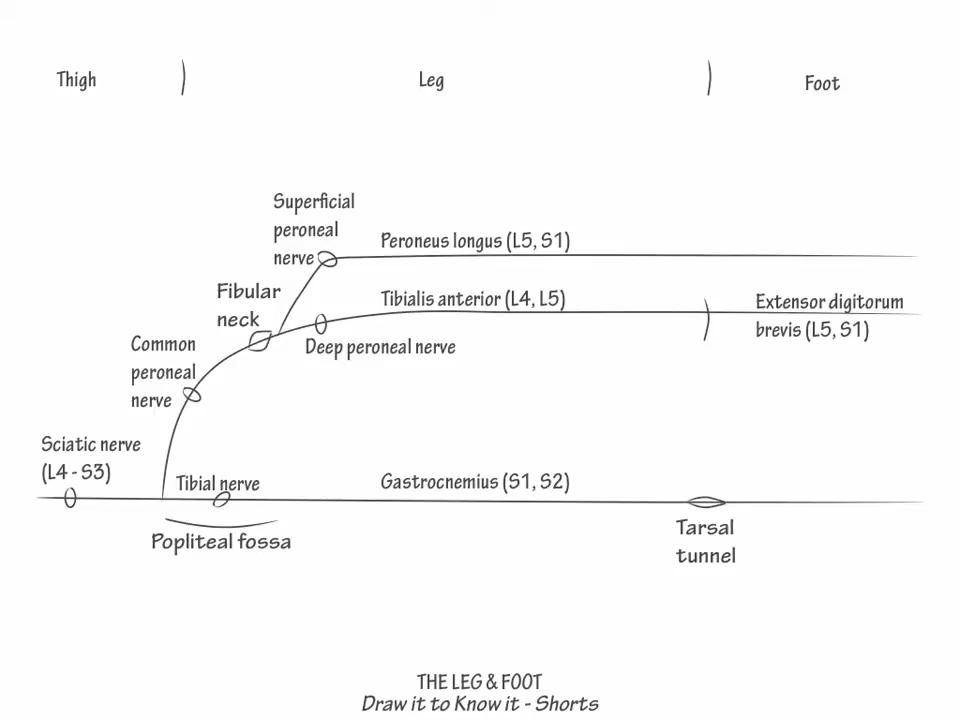 Thigh
Leg
Foot
Superficial
peroneal
nerve
Peroneus longus (L5, S1)
Fibular
neck
Tibialis anterior (L4, L5)
Extensor digitorum
brevis (L5, S1)
Deep peroneal nerve
Common
peroneal
nerve
Sciatic nerve
(L4 - S3)
Tibial nerve
Gastrocnemius (S1, S2)
Popliteal fossa
Tarsal
tunnel
THE LEG & FOOT
Draw it to Know it - Shorts